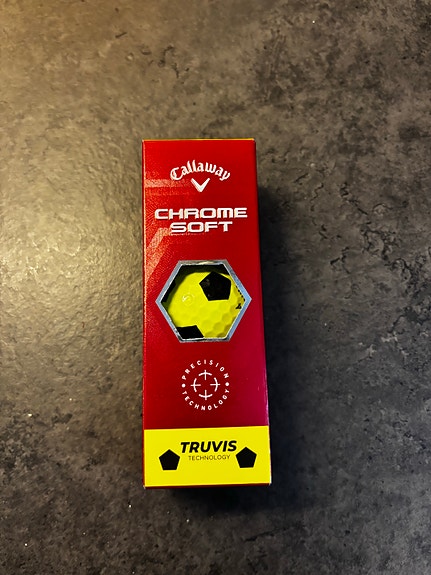 Callaway
CHROME
SOFT
PRECISION
TECHNOLOGY
TRUVIS
TECHNOLOGY